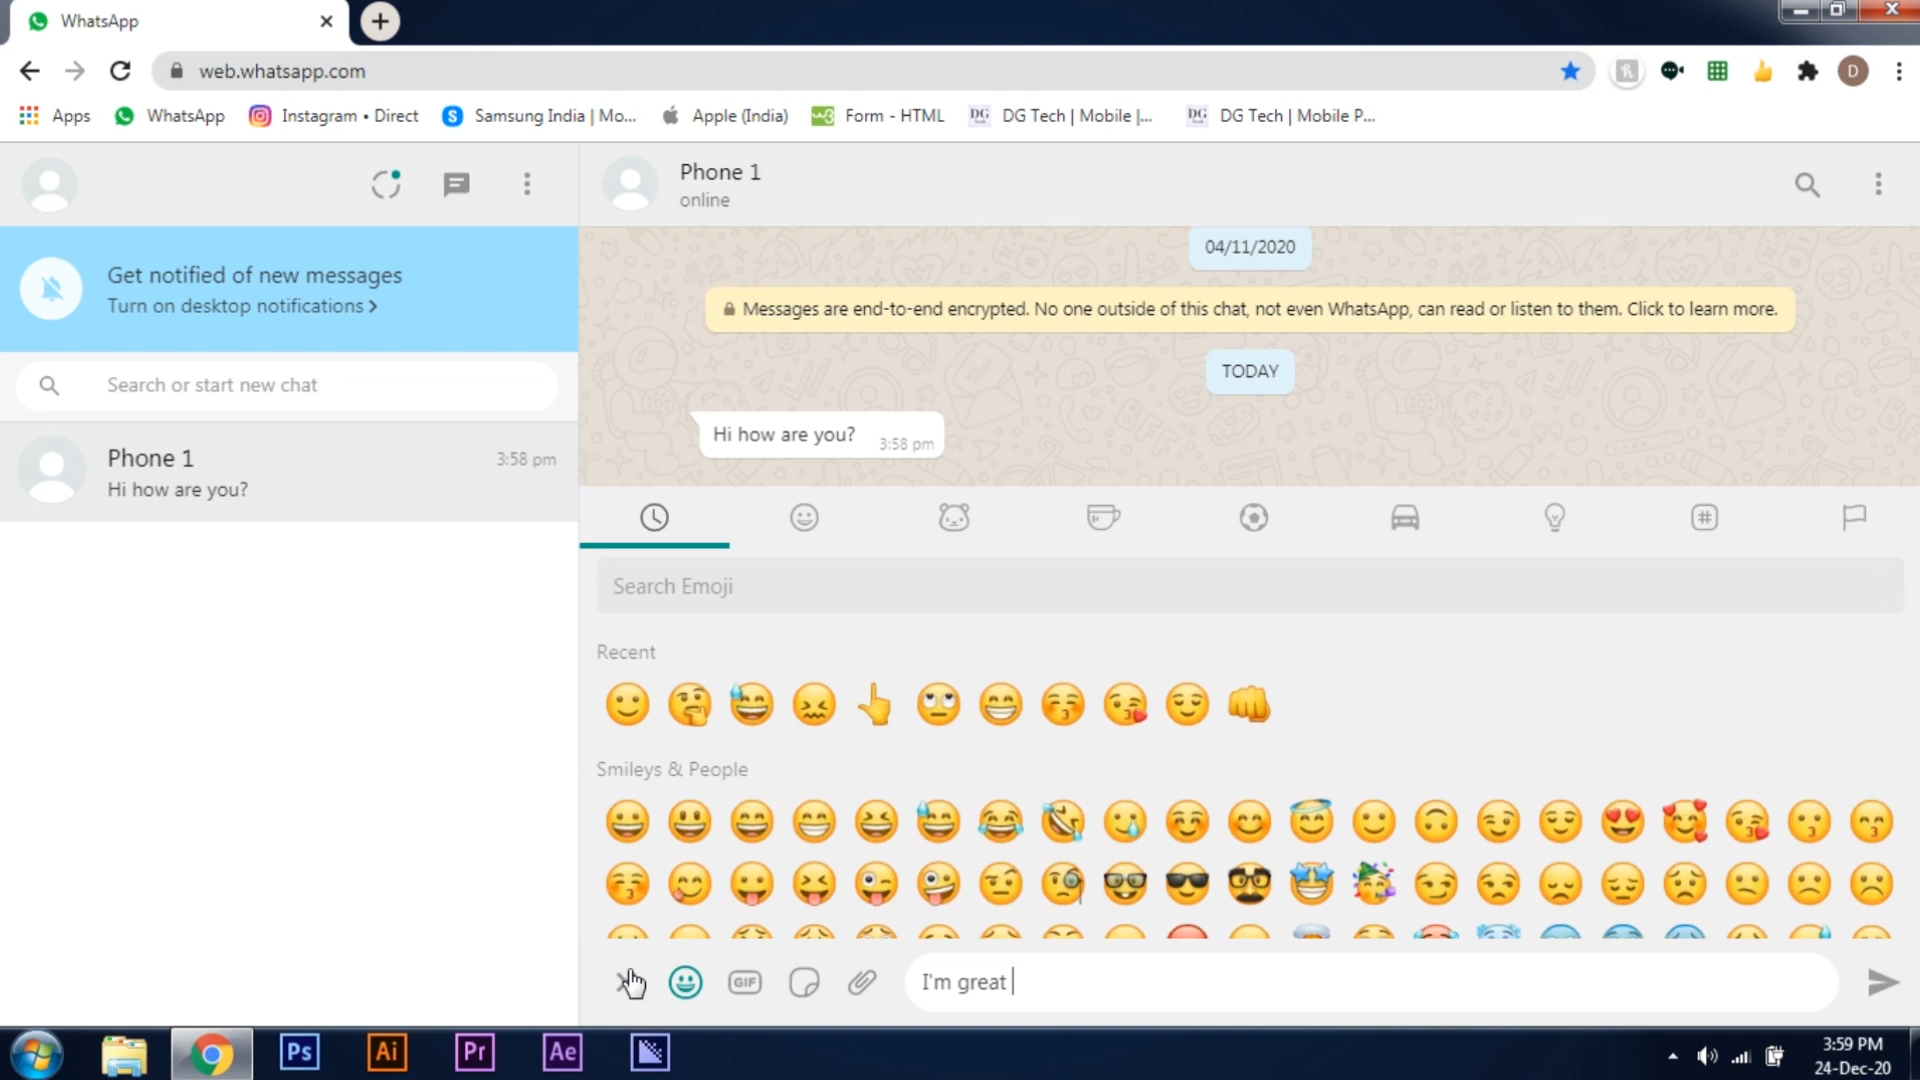 WhatsApp
web.whatsapp.com
D
Apps
WhatsApp
Instagram • Direct
Samsung India | Mo...
Apple (India)
Form - HTML
DG Tech | Mobile |...
DG Tech | Mobile P...
Phone 1
online
Get notified of new messages
Turn on desktop notifications
Search or start new chat
Phone 1
3:58 pm
Hi how are you?
04/11/2020
Messages are end-to-end encrypted. No one outside of this chat, not even WhatsApp, can read or listen to them. Click to learn more.
TODAY
Hi how are you?
3:58 pm
Search Emoji
Recent
Smileys & People
GIF
I'm great
Ps
Ai
Pr
Ae
3:59 PM
24-Dec-20